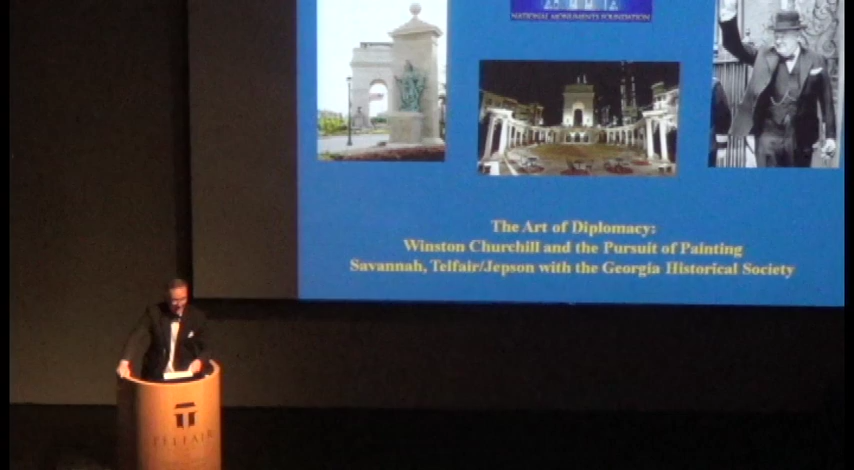 NATIONAL MONUMENTS FOUNDATION
The Art of Diplomacy:
Winston Churchill and the Pursuit of Painting
Savannah, Telfair/Jepson with the Georgia Historical Society
TELFAIR